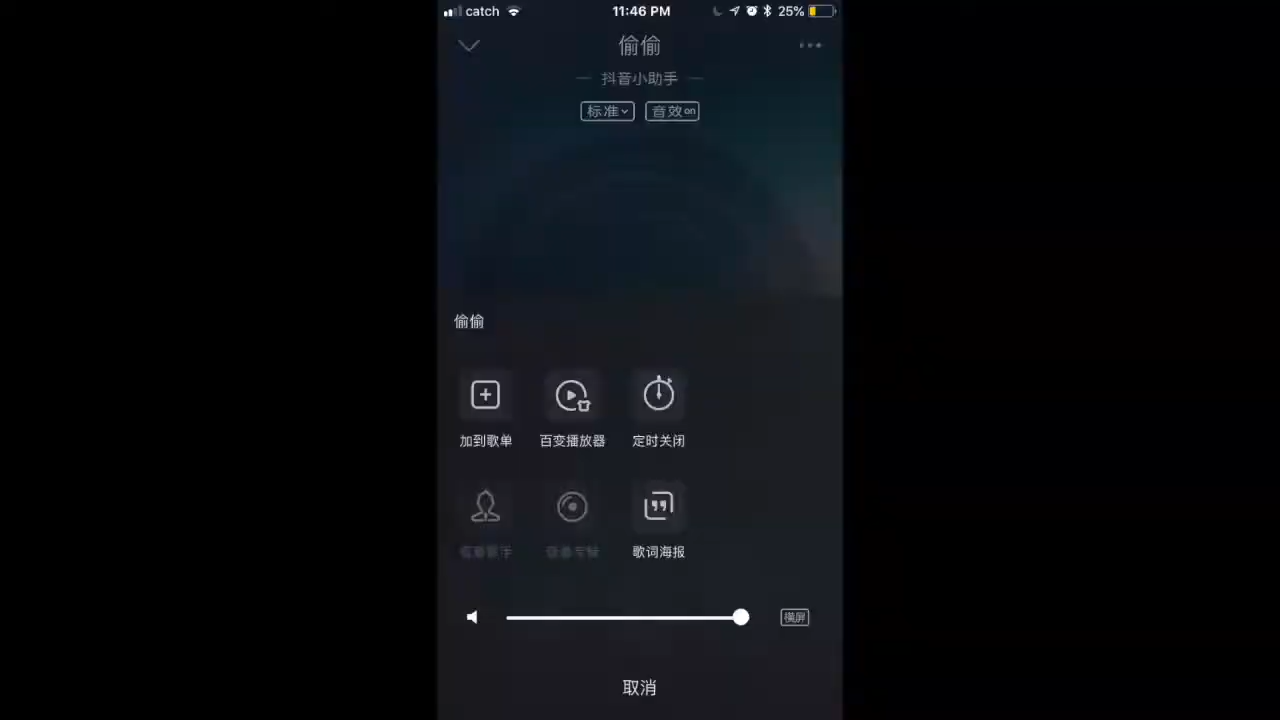 catch 11:46 PM 25%
偷偷
抖音小助手
标准 音效on
偷偷
加到歌单 百变播放器 定时关闭
歌词海报
横屏
取消